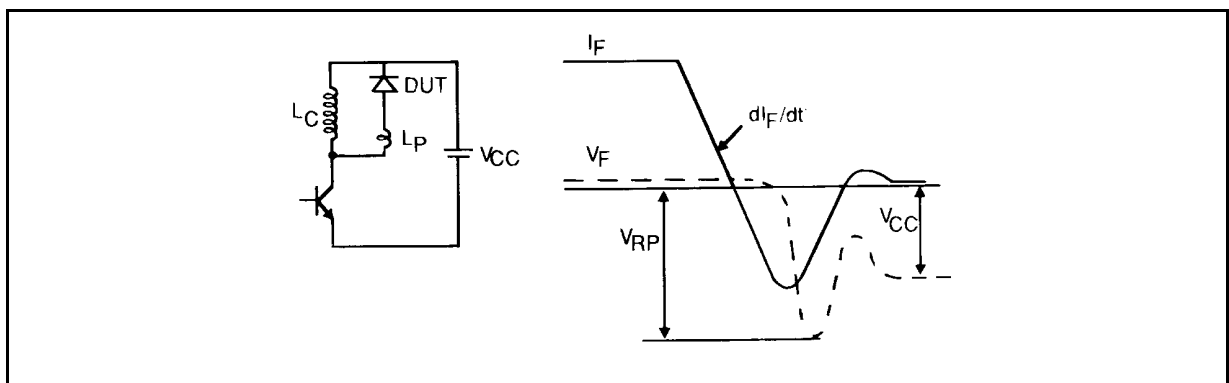 DUT
LC
LP
VCC
IF
dIF/dt
VF
VRP
VCC